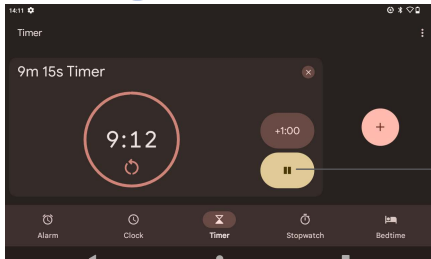 14:11
Timer
9m 15s Timer
9:12
+1:00
Alarm
Clock
Timer
Stopwatch
Bedtime